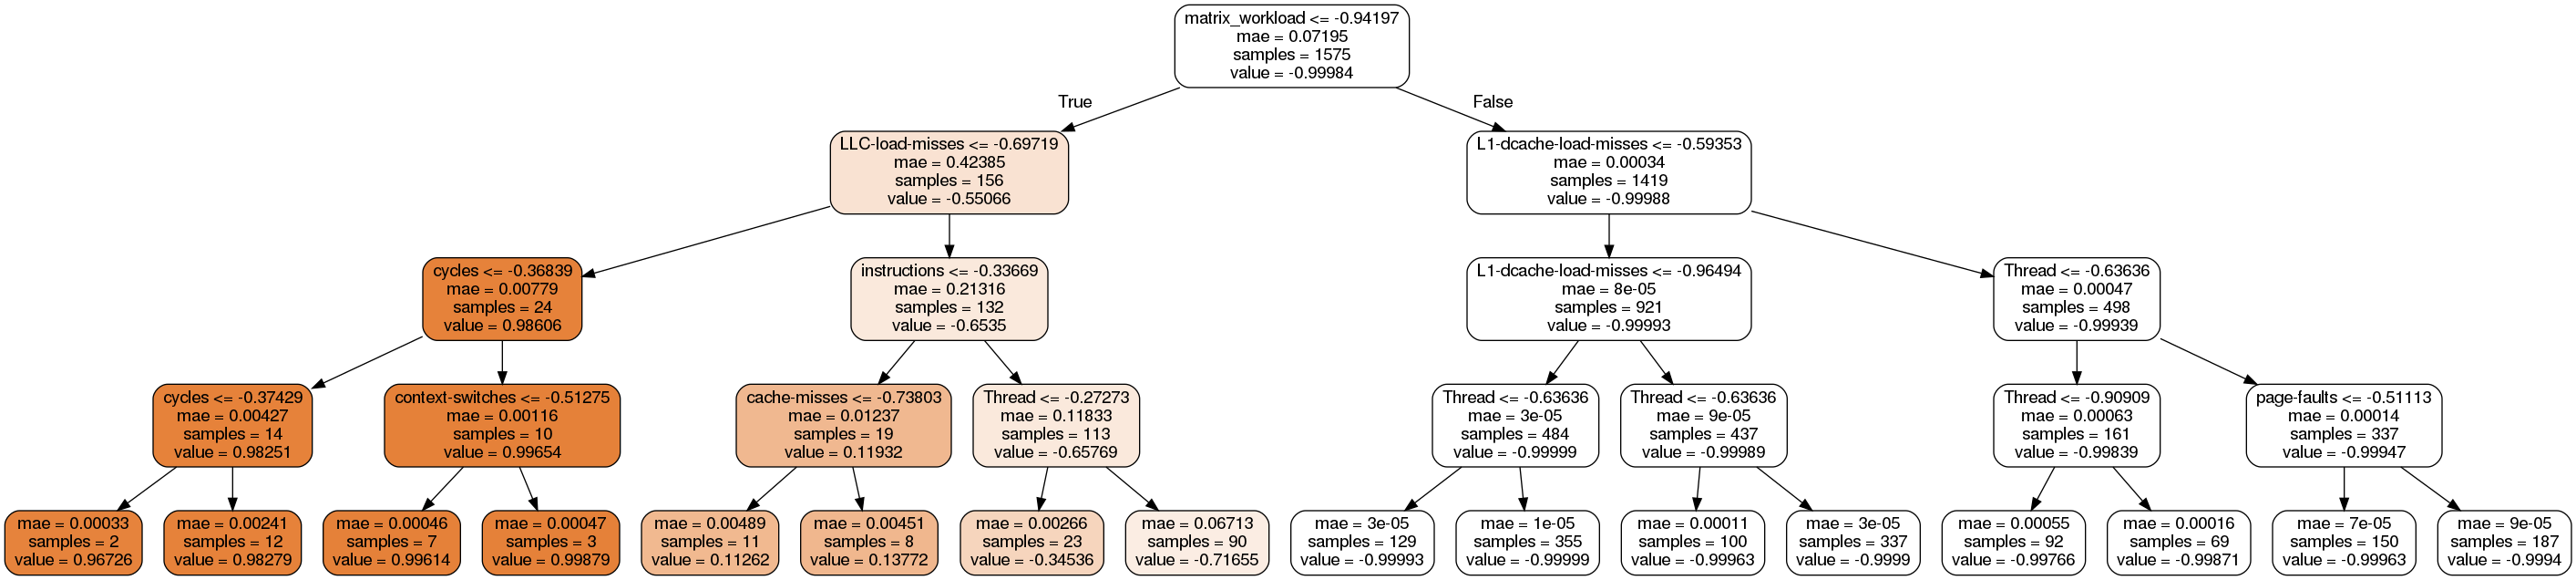 matrix_workload <= -0.94197
mae = 0.07195
samples = 1575
value = -0.99984
True
False
LLC-load-misses <= -0.69719
mae = 0.42385
samples = 156
value = -0.55066
L1-dcache-load-misses <= -0.59353
mae = 0.00034
samples = 1419
value = -0.99988
cycles <= -0.36839
mae = 0.00779
samples = 24
value = 0.98606
instructions <= -0.33669
mae = 0.21316
samples = 132
value = -0.6535
L1-dcache-load-misses <= -0.96494
mae = 8e-05
samples = 921
value = -0.99993
Thread <= -0.63636
mae = 0.00047
samples = 498
value = -0.99939
cycles <= -0.37429
mae = 0.00427
samples = 14
value = 0.98251
context-switches <= -0.51275
mae = 0.00116
samples = 10
value = 0.99654
cache-misses <= -0.73803
mae = 0.01237
samples = 19
value = 0.11932
Thread <= -0.27273
mae = 0.11833
samples = 113
value = -0.65769
Thread <= -0.63636
mae = 3e-05
samples = 484
value = -0.99999
Thread <= -0.63636
mae = 9e-05
samples = 437
value = -0.99989
Thread <= -0.90909
mae = 0.00063
samples = 161
value = -0.99839
page-faults <= -0.51113
mae = 0.00014
samples = 337
value = -0.99947
mae = 0.00033
samples = 2
value = 0.96726
mae = 0.00241
samples = 12
value = 0.98279
mae = 0.00046
samples = 7
value = 0.99614
mae = 0.00047
samples = 3
value = 0.99879
mae = 0.00489
samples = 11
value = 0.11262
mae = 0.00451
samples = 8
value = 0.13772
mae = 0.00266
samples = 23
value = -0.34536
mae = 0.06713
samples = 90
value = -0.71655
mae = 3e-05
samples = 129
value = -0.99993
mae = 1e-05
samples = 355
value = -0.99999
mae = 0.00011
samples = 100
value = -0.99963
mae = 3e-05
samples = 337
value = -0.9999
mae = 0.00055
samples = 92
value = -0.99766
mae = 0.00016
samples = 69
value = -0.99871
mae = 7e-05
samples = 150
value = -0.99963
mae = 9e-05
samples = 187
value = -0.9994